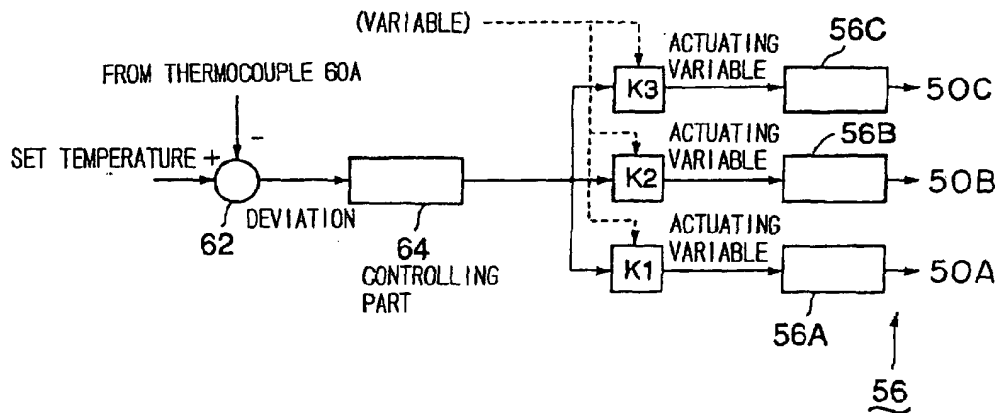 (VARIABLE)
FROM THERMOCOUPLE 60A
ACTUATING
VARIABLE
56C
K3
50C
-
SET TEMPERATURE +
ACTUATING
VARIABLE
56B
K2
50B
62
DEVIATION
64
CONTROLLING
PART
ACTUATING
VARIABLE
K1
50A
56A
56